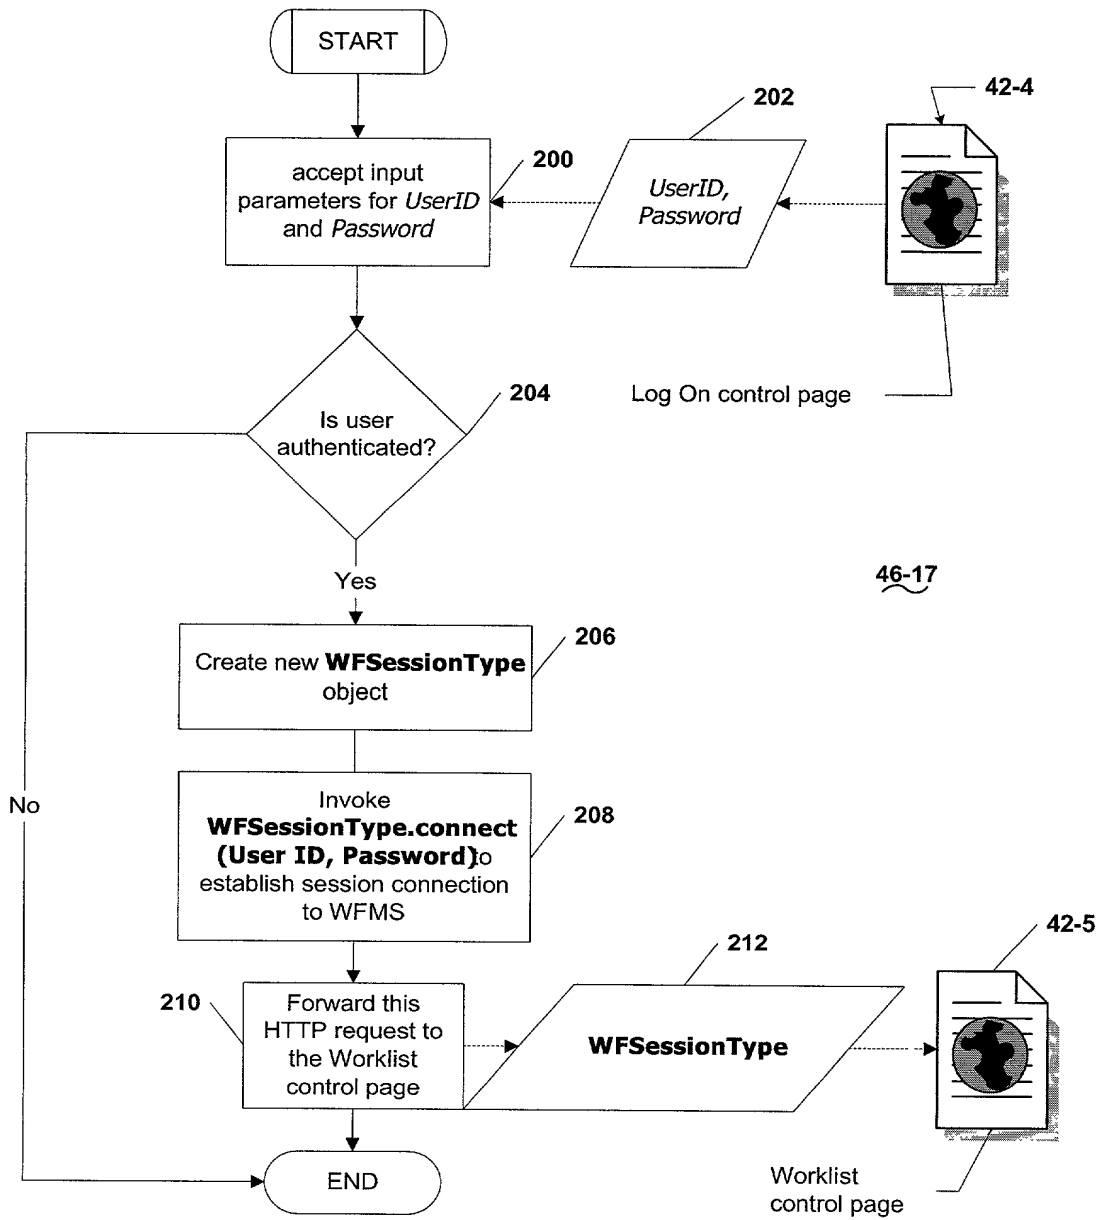 START
42-4
202
200
accept input
parameters for UserID
and Password
UserID,
Password
204
Log On control page
Is user
authenticated?
46-17
Yes
206
Create new WFSessionType
object
No
208
Invoke
WFSessionType.connect
(User ID, Password)to
establish session connection
to WFMS
42-5
212
210
Forward this
HTTP request to
the Worklist
control page
WFSessionType
END
Worklist
control page